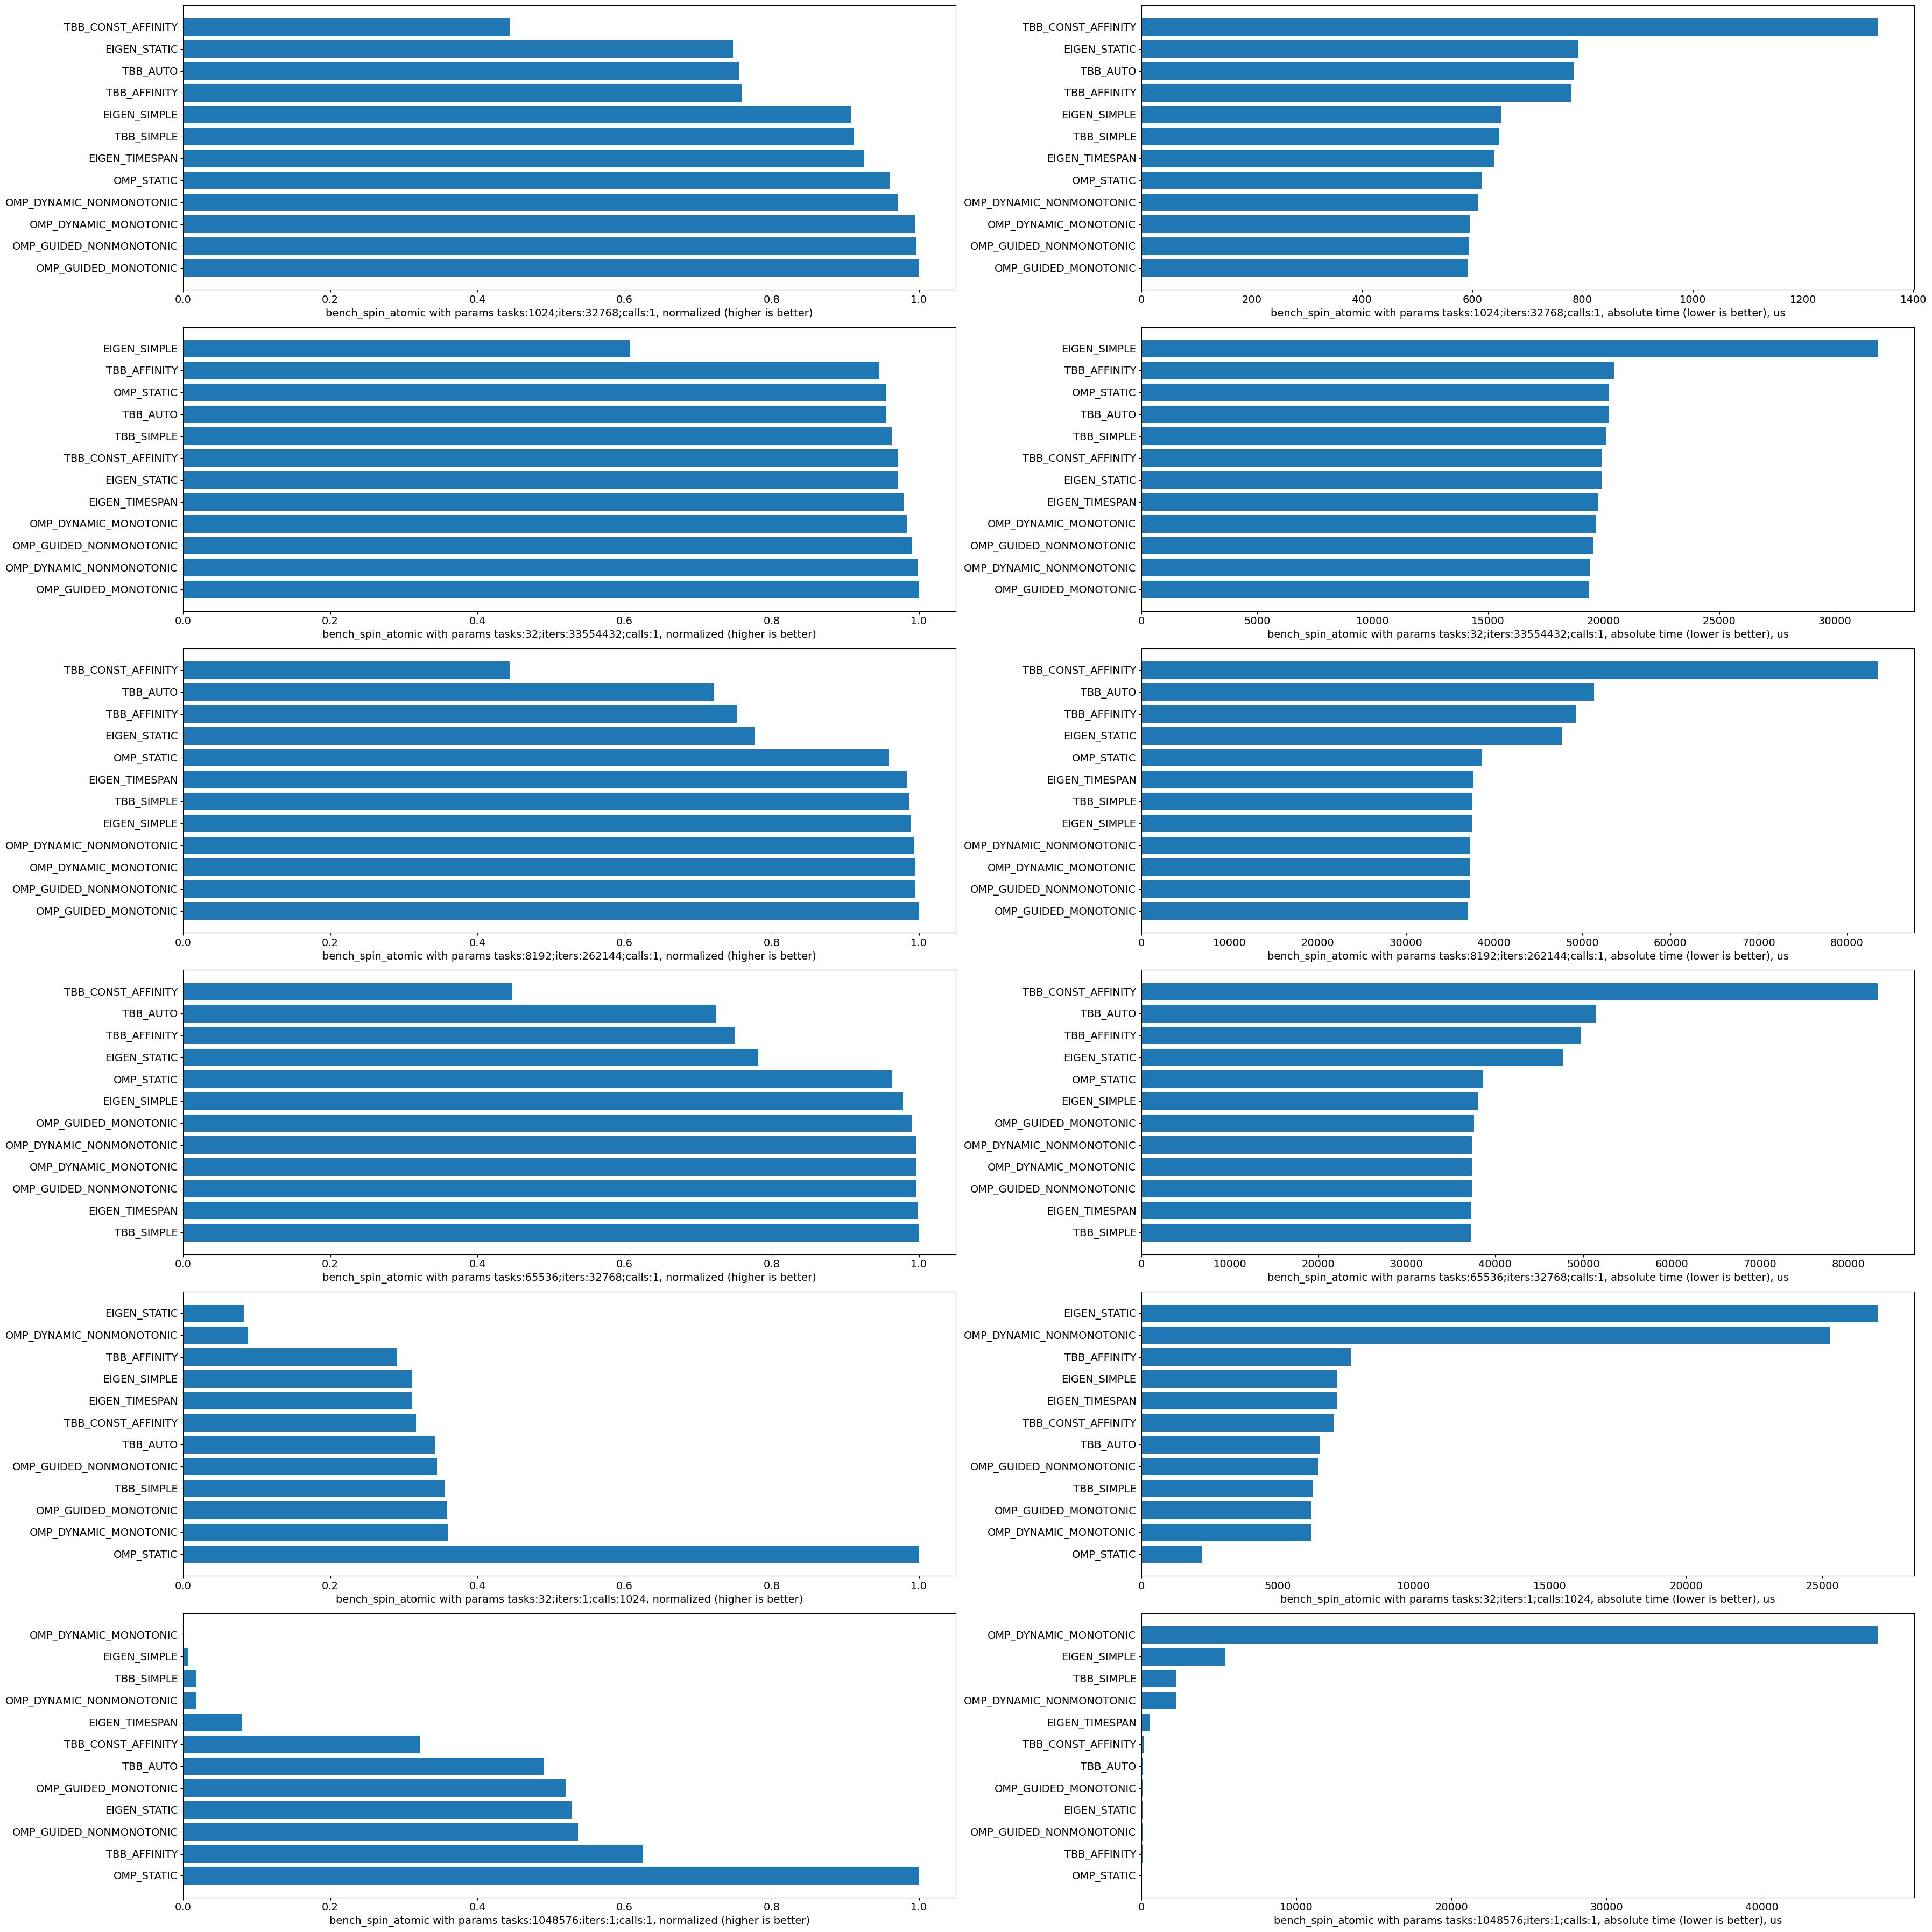 TBB_CONST_AFFINITY
EIGEN_STATIC
TBB_AUTO
TBB_AFFINITY
EIGEN_SIMPLE
TBB_SIMPLE
EIGEN_TIMESPAN
OMP_STATIC
OMP_DYNAMIC_NONMONOTONIC
OMP_DYNAMIC_MONOTONIC
OMP_GUIDED_NONMONOTONIC
OMP_GUIDED_MONOTONIC
0.0 0.2 0.4 0.6 0.8 1.0
bench_spin_atomic with params tasks:1024;iters:32768;calls:1, normalized (higher is better)
TBB_CONST_AFFINITY
EIGEN_STATIC
TBB_AUTO
TBB_AFFINITY
EIGEN_SIMPLE
TBB_SIMPLE
EIGEN_TIMESPAN
OMP_STATIC
OMP_DYNAMIC_NONMONOTONIC
OMP_DYNAMIC_MONOTONIC
OMP_GUIDED_NONMONOTONIC
OMP_GUIDED_MONOTONIC
0 200 400 600 800 1000 1200 1400
bench_spin_atomic with params tasks:1024;iters:32768;calls:1, absolute time (lower is better), us
EIGEN_SIMPLE
TBB_AFFINITY
OMP_STATIC
TBB_AUTO
TBB_SIMPLE
TBB_CONST_AFFINITY
EIGEN_STATIC
EIGEN_TIMESPAN
OMP_DYNAMIC_MONOTONIC
OMP_GUIDED_NONMONOTONIC
OMP_DYNAMIC_NONMONOTONIC
OMP_GUIDED_MONOTONIC
0.0 0.2 0.4 0.6 0.8 1.0
bench_spin_atomic with params tasks:32;iters:33554432;calls:1, normalized (higher is better)
EIGEN_SIMPLE
TBB_AFFINITY
OMP_STATIC
TBB_AUTO
TBB_SIMPLE
TBB_CONST_AFFINITY
EIGEN_STATIC
EIGEN_TIMESPAN
OMP_DYNAMIC_MONOTONIC
OMP_GUIDED_NONMONOTONIC
OMP_DYNAMIC_NONMONOTONIC
OMP_GUIDED_MONOTONIC
0 5000 10000 15000 20000 25000 30000
bench_spin_atomic with params tasks:32;iters:33554432;calls:1, absolute time (lower is better), us
TBB_CONST_AFFINITY
TBB_AUTO
TBB_AFFINITY
EIGEN_STATIC
OMP_STATIC
EIGEN_TIMESPAN
TBB_SIMPLE
EIGEN_SIMPLE
OMP_DYNAMIC_NONMONOTONIC
OMP_DYNAMIC_MONOTONIC
OMP_GUIDED_NONMONOTONIC
OMP_GUIDED_MONOTONIC
0.0 0.2 0.4 0.6 0.8 1.0
bench_spin_atomic with params tasks:8192;iters:262144;calls:1, normalized (higher is better)
TBB_CONST_AFFINITY
TBB_AUTO
TBB_AFFINITY
EIGEN_STATIC
OMP_STATIC
EIGEN_TIMESPAN
TBB_SIMPLE
EIGEN_SIMPLE
OMP_DYNAMIC_NONMONOTONIC
OMP_DYNAMIC_MONOTONIC
OMP_GUIDED_NONMONOTONIC
OMP_GUIDED_MONOTONIC
0 10000 20000 30000 40000 50000 60000 70000 80000
bench_spin_atomic with params tasks:8192;iters:262144;calls:1, absolute time (lower is better), us
TBB_CONST_AFFINITY
TBB_AUTO
TBB_AFFINITY
EIGEN_STATIC
OMP_STATIC
EIGEN_SIMPLE
OMP_GUIDED_MONOTONIC
OMP_DYNAMIC_NONMONOTONIC
OMP_DYNAMIC_MONOTONIC
OMP_GUIDED_NONMONOTONIC
EIGEN_TIMESPAN
TBB_SIMPLE
0.0 0.2 0.4 0.6 0.8 1.0
bench_spin_atomic with params tasks:65536;iters:32768;calls:1, normalized (higher is better)
TBB_CONST_AFFINITY
TBB_AUTO
TBB_AFFINITY
EIGEN_STATIC
OMP_STATIC
EIGEN_SIMPLE
OMP_GUIDED_MONOTONIC
OMP_DYNAMIC_NONMONOTONIC
OMP_DYNAMIC_MONOTONIC
OMP_GUIDED_NONMONOTONIC
EIGEN_TIMESPAN
TBB_SIMPLE
0 10000 20000 30000 40000 50000 60000 70000 80000
bench_spin_atomic with params tasks:65536;iters:32768;calls:1, absolute time (lower is better), us
EIGEN_STATIC
OMP_DYNAMIC_NONMONOTONIC
TBB_AFFINITY
EIGEN_SIMPLE
EIGEN_TIMESPAN
TBB_CONST_AFFINITY
TBB_AUTO
OMP_GUIDED_NONMONOTONIC
TBB_SIMPLE
OMP_GUIDED_MONOTONIC
OMP_DYNAMIC_MONOTONIC
OMP_STATIC
0.0 0.2 0.4 0.6 0.8 1.0
bench_spin_atomic with params tasks:32;iters:1;calls:1024, normalized (higher is better)
EIGEN_STATIC
OMP_DYNAMIC_NONMONOTONIC
TBB_AFFINITY
EIGEN_SIMPLE
EIGEN_TIMESPAN
TBB_CONST_AFFINITY
TBB_AUTO
OMP_GUIDED_NONMONOTONIC
TBB_SIMPLE
OMP_GUIDED_MONOTONIC
OMP_DYNAMIC_MONOTONIC
OMP_STATIC
0 5000 10000 15000 20000 25000
bench_spin_atomic with params tasks:32;iters:1;calls:1024, absolute time (lower is better), us
OMP_DYNAMIC_MONOTONIC
EIGEN_SIMPLE
TBB_SIMPLE
OMP_DYNAMIC_NONMONOTONIC
EIGEN_TIMESPAN
TBB_CONST_AFFINITY
TBB_AUTO
OMP_GUIDED_MONOTONIC
EIGEN_STATIC
OMP_GUIDED_NONMONOTONIC
TBB_AFFINITY
OMP_STATIC
0.0 0.2 0.4 0.6 0.8 1.0
bench_spin_atomic with params tasks:1048576;iters:1;calls:1, normalized (higher is better)
OMP_DYNAMIC_MONOTONIC
EIGEN_SIMPLE
TBB_SIMPLE
OMP_DYNAMIC_NONMONOTONIC
EIGEN_TIMESPAN
TBB_CONST_AFFINITY
TBB_AUTO
OMP_GUIDED_MONOTONIC
EIGEN_STATIC
OMP_GUIDED_NONMONOTONIC
TBB_AFFINITY
OMP_STATIC
0 10000 20000 30000 40000
bench_spin_atomic with params tasks:1048576;iters:1;calls:1, absolute time (lower is better), us